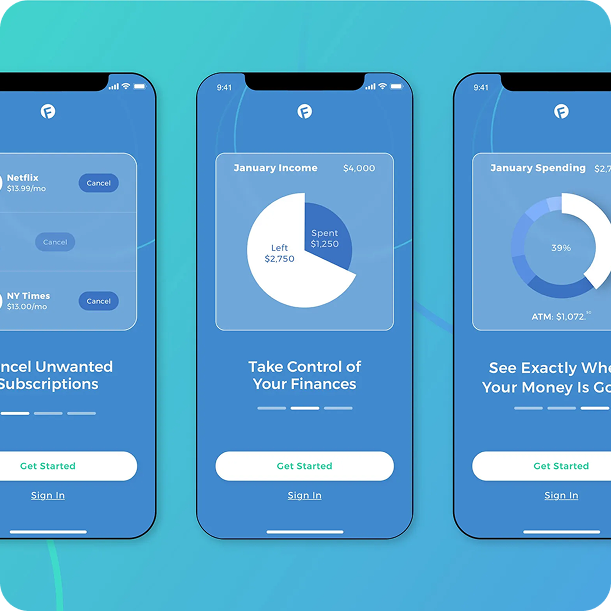 Netflix
$13.99/mo
Cancel
Cancel
NY Times
$13.00/mo
Cancel
ncel Unwanted
Subscriptions
Get Started
Sign In
9:41
F
January Income $4,000
Spent
$1,250
Left
$2,750
Take Control of
Your Finances
Get Started
Sign In
9:41
F
January Spending $2,7
39%
ATM: $1,072.
See Exactly Whe
Your Money Is Go
Get Started
Sign In